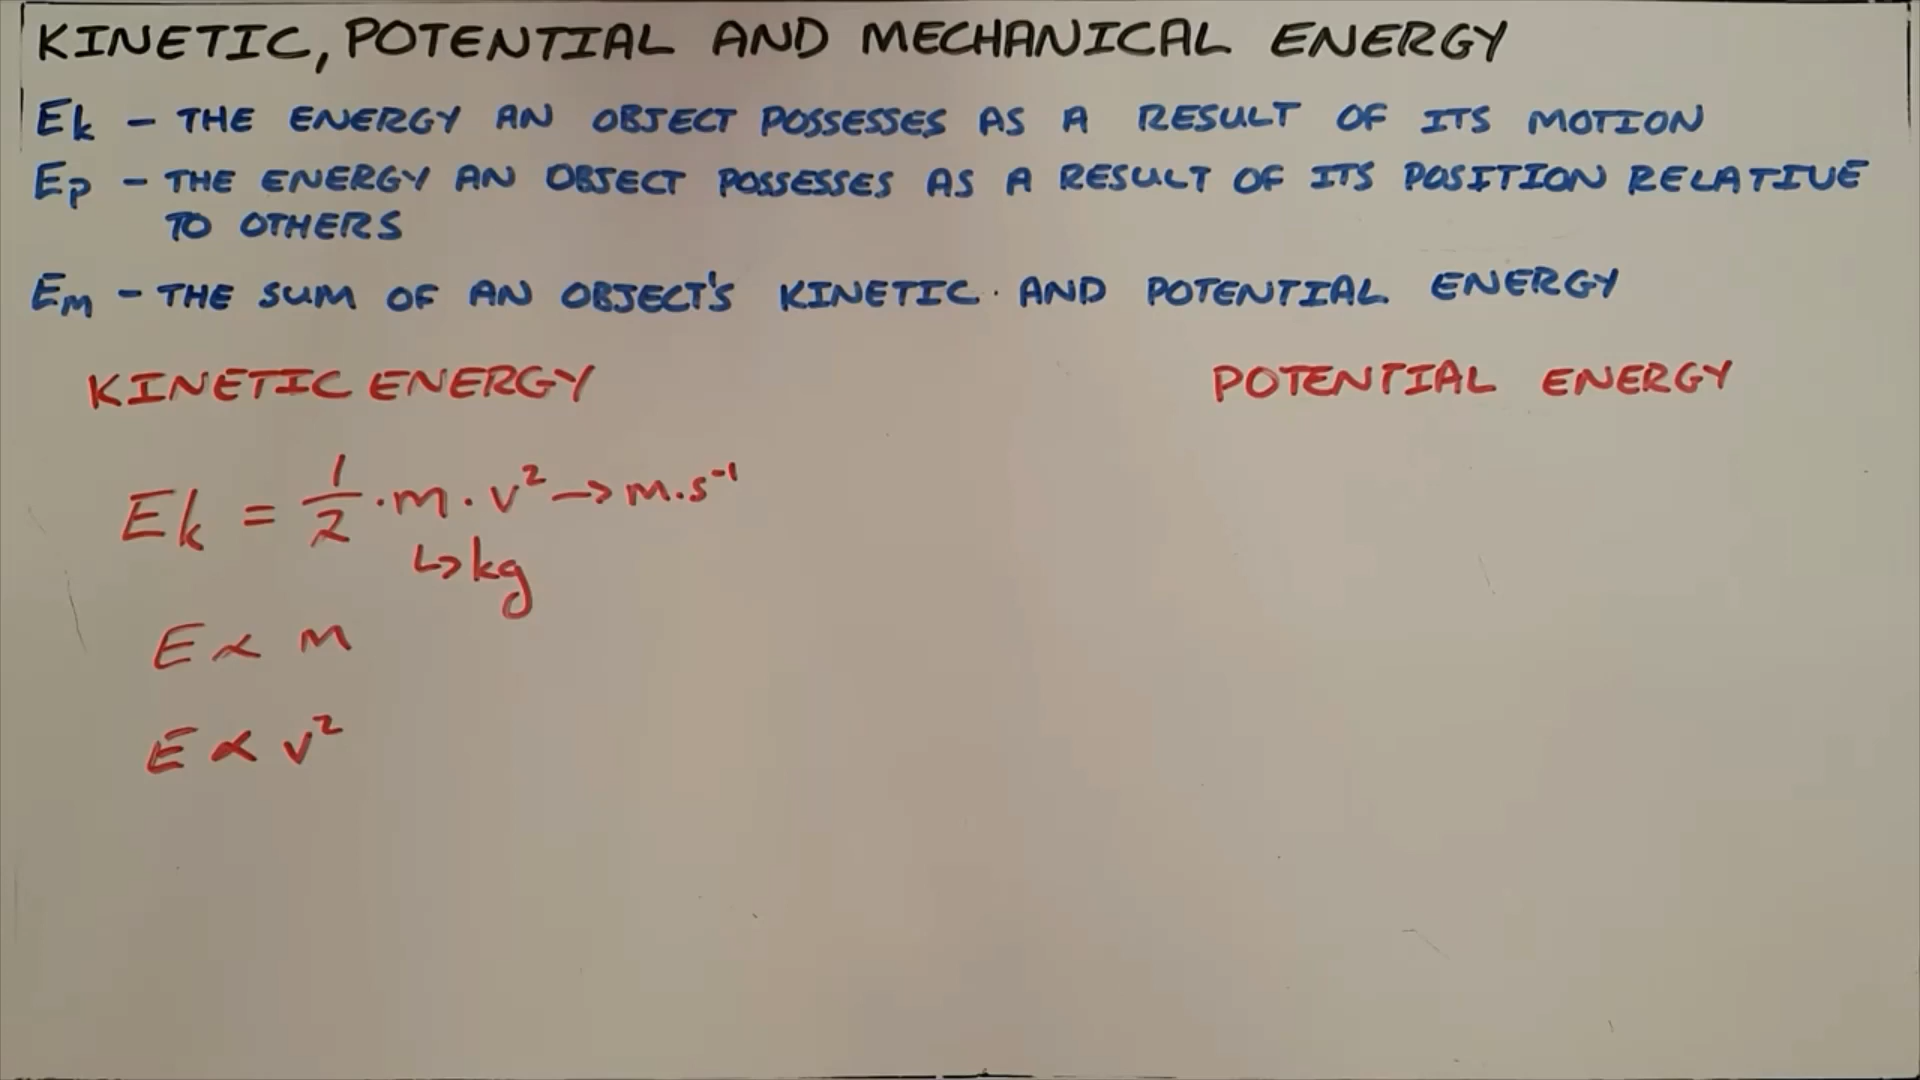 KINETIC, POTENTIAL AND MECHANICAL ENERGY
Ek - THE ENERGY AN OBJECT POSSESSES AS A RESULT OF ITS MOTION
Ep - THE ENERGY AN OBJECT POSSESSES AS A RESULT OF ITS POSITION RELATIVE
TO OTHERS
Em - THE SUM OF AN OBJECT'S KINETIC AND POTENTIAL ENERGY
KINETIC ENERGY
Ek = 1/2 · m · v² → m.s⁻¹
↳ kg
E ∝ m
E ∝ v²
POTENTIAL ENERGY